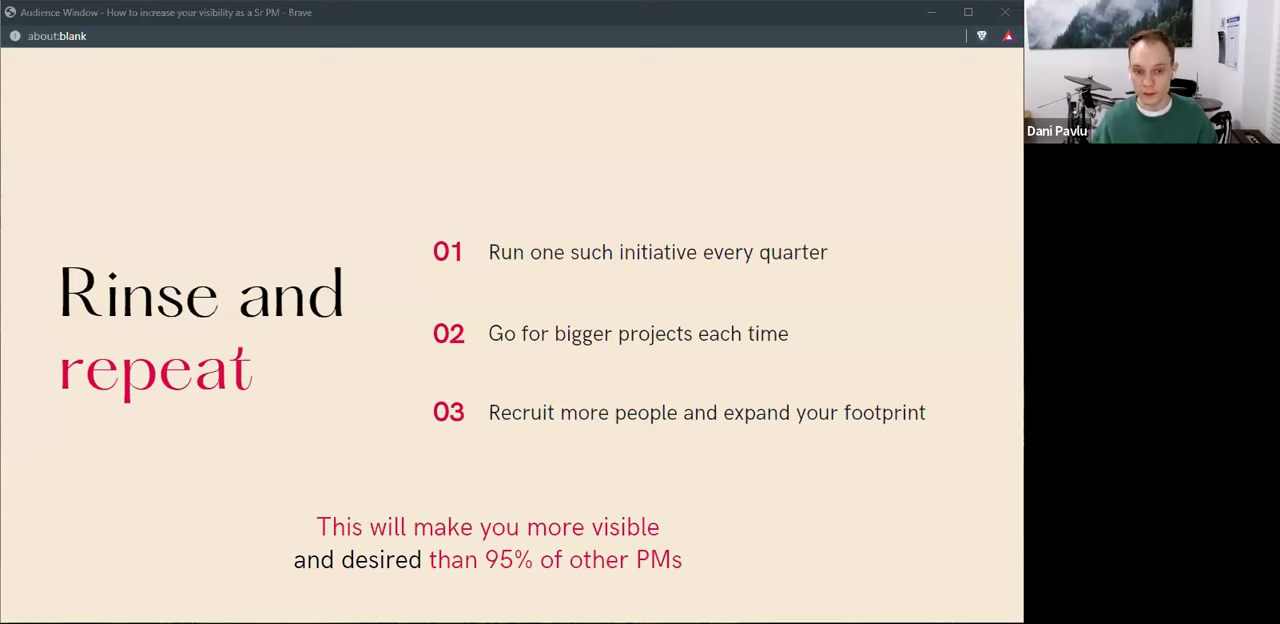 Audience Window - How to increase your visibility as a Sr PM - Brave
about:blank
Dani Pavlu
Rinse and
repeat
01 Run one such initiative every quarter
02 Go for bigger projects each time
03 Recruit more people and expand your footprint
This will make you more visible
and desired than 95% of other PMs